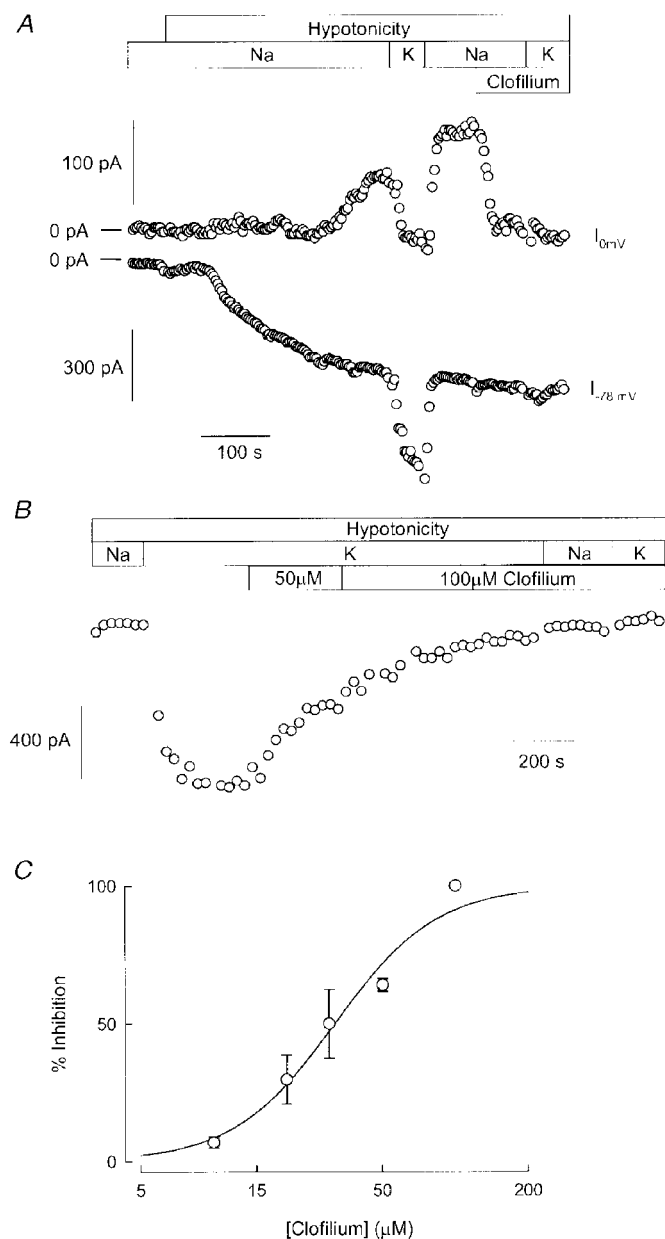 A
Hypotonicity
Na K Na K
Clofilium
100 pA
0 pA
I0mV
0 pA
300 pA
I-78 mV
100 s
B
Hypotonicity
Na K Na K
50μM 100μM Clofilium
400 pA
200 s
C
100
50
0
% Inhibition
5 15 50 200
[Clofilium] (μM)